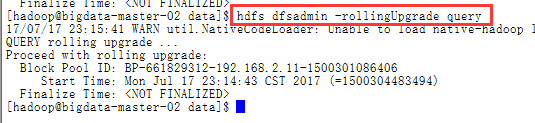 Finalize Time: <NOT FINALIZED>
[hadoop@bigdata-master-02 data]$ hdfs dfsadmin -rollingUpgrade query
17/07/17 23:15:41 WARN util.NativeCodeLoader: Unable to load native-hadoop l
QUERY rolling upgrade ...
Proceed with rolling upgrade:
Block Pool ID: BP-661829312-192.168.2.11-1500301086406
Start Time: Mon Jul 17 23:14:43 CST 2017 (=1500304483494)
Finalize Time: <NOT FINALIZED>
[hadoop@bigdata-master-02 data]$